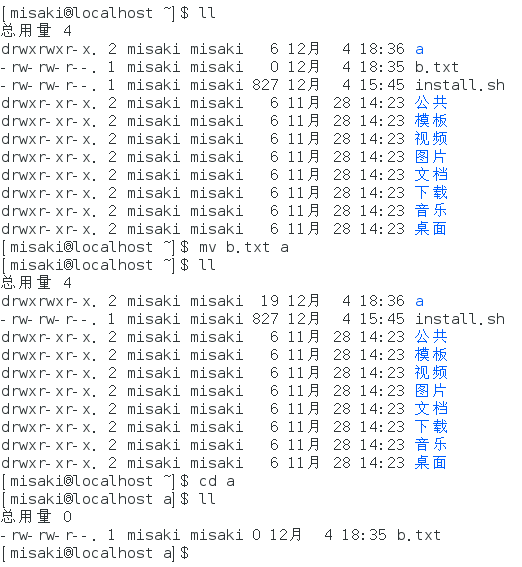 [misaki@localhost ~]$ ll
总用量 4
drwxrwxr-x. 2 misaki misaki   6 12月   4 18:36 a
-rw-rw-r--. 1 misaki misaki   0 12月   4 18:35 b.txt
-rw-rw-r--. 1 misaki misaki 827 12月   4 15:45 install.sh
drwxr-xr-x. 2 misaki misaki   6 11月  28 14:23 公共
drwxr-xr-x. 2 misaki misaki   6 11月  28 14:23 模板
drwxr-xr-x. 2 misaki misaki   6 11月  28 14:23 视频
drwxr-xr-x. 2 misaki misaki   6 11月  28 14:23 图片
drwxr-xr-x. 2 misaki misaki   6 11月  28 14:23 文档
drwxr-xr-x. 2 misaki misaki   6 11月  28 14:23 下载
drwxr-xr-x. 2 misaki misaki   6 11月  28 14:23 音乐
drwxr-xr-x. 2 misaki misaki   6 11月  28 14:23 桌面
[misaki@localhost ~]$ mv b.txt a
[misaki@localhost ~]$ ll
总用量 4
drwxrwxr-x. 2 misaki misaki  19 12月   4 18:36 a
-rw-rw-r--. 1 misaki misaki 827 12月   4 15:45 install.sh
drwxr-xr-x. 2 misaki misaki   6 11月  28 14:23 公共
drwxr-xr-x. 2 misaki misaki   6 11月  28 14:23 模板
drwxr-xr-x. 2 misaki misaki   6 11月  28 14:23 视频
drwxr-xr-x. 2 misaki misaki   6 11月  28 14:23 图片
drwxr-xr-x. 2 misaki misaki   6 11月  28 14:23 文档
drwxr-xr-x. 2 misaki misaki   6 11月  28 14:23 下载
drwxr-xr-x. 2 misaki misaki   6 11月  28 14:23 音乐
drwxr-xr-x. 2 misaki misaki   6 11月  28 14:23 桌面
[misaki@localhost ~]$ cd a
[misaki@localhost a]$ ll
总用量 0
-rw-rw-r--. 1 misaki misaki 0 12月   4 18:35 b.txt
[misaki@localhost a]$